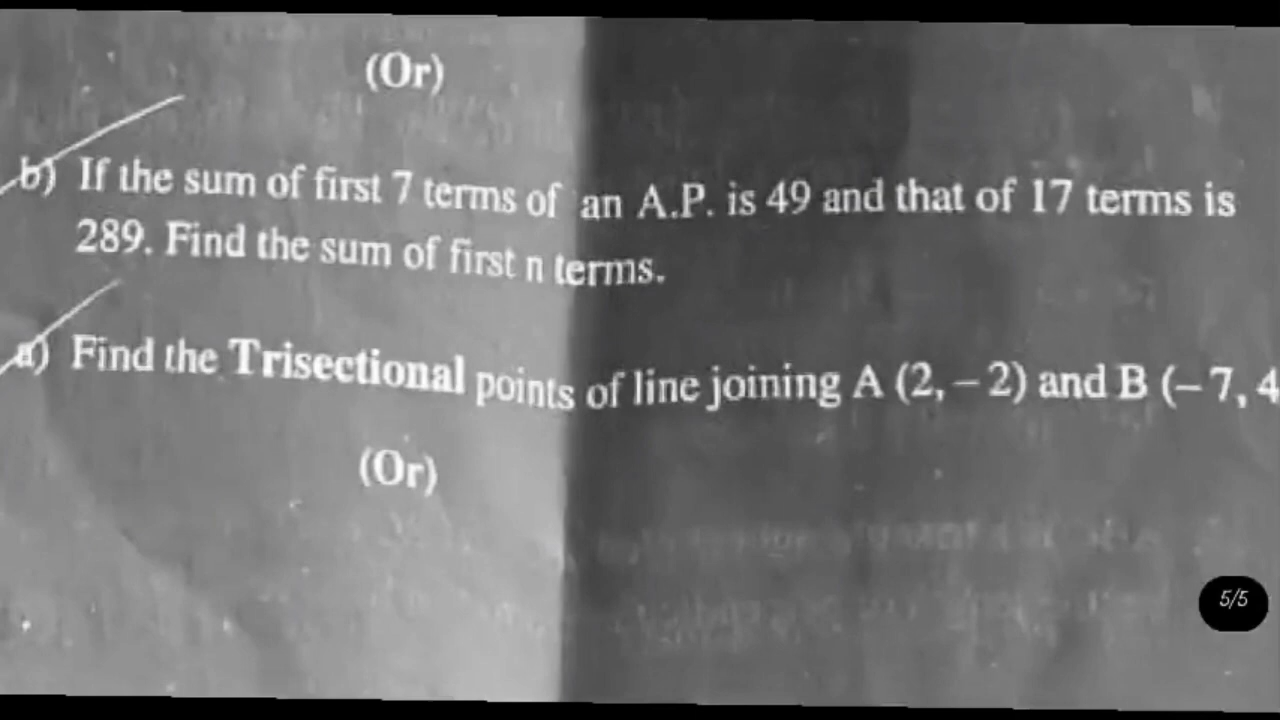 (Or)
b) If the sum of first 7 terms of an A.P. is 49 and that of 17 terms is
289. Find the sum of first n terms.
a) Find the Trisectional points of line joining A (2, – 2) and B (– 7, 4
(Or)
5/5